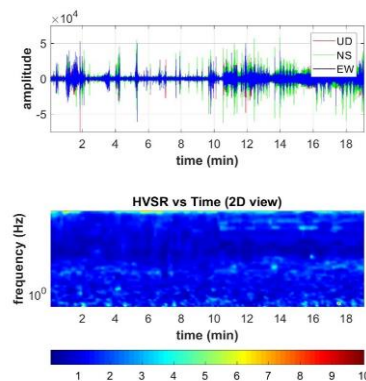 ×10⁴
5
0
-5
amplitude
UD
NS
EW
2 4 6 8 10 12 14 16 18
time (min)
HVSR vs Time (2D view)
frequency (Hz)
10⁰
2 4 6 8 10 12 14 16 18
time (min)
1 2 3 4 5 6 7 8 9 10